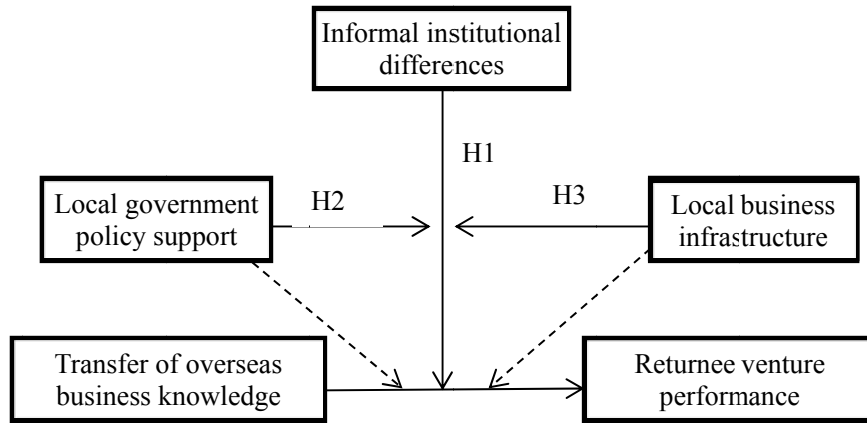 Informal institutional
differences
H1
H2
H3
Local government
policy support
Local business
infrastructure
Transfer of overseas
business knowledge
Returnee venture
performance